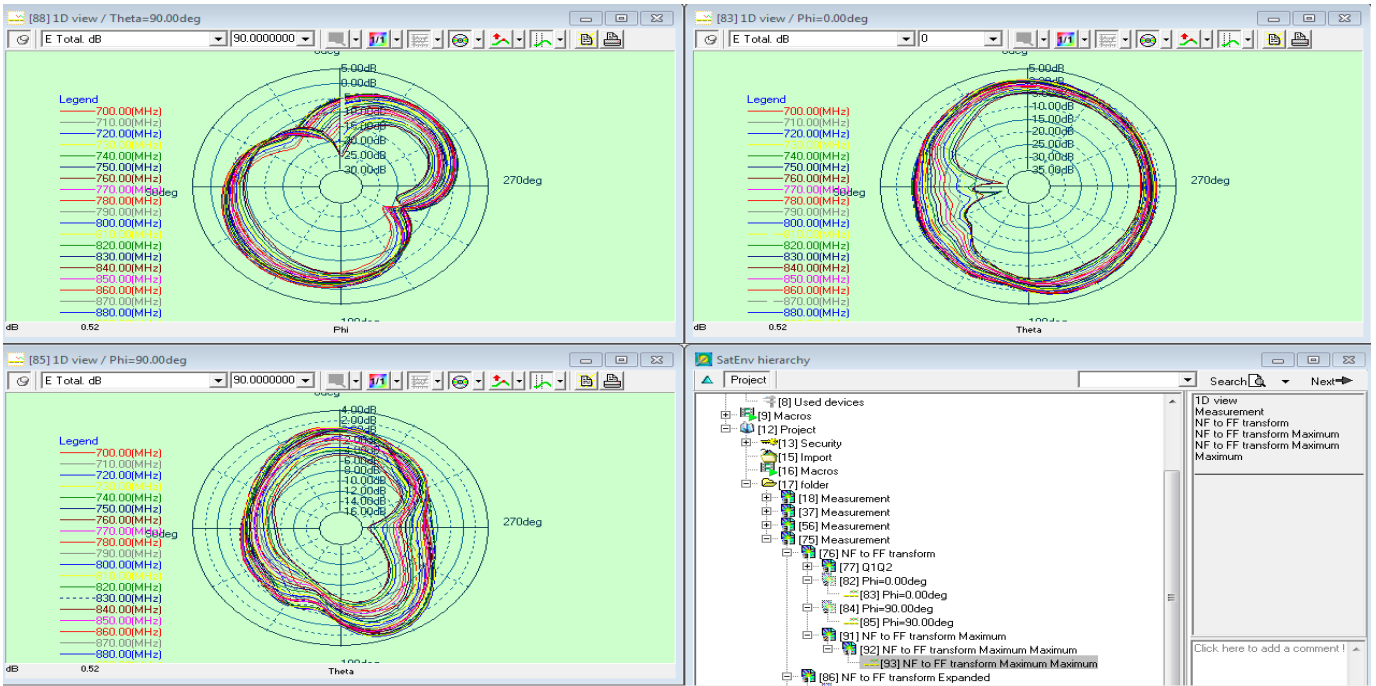 [88] 1D view / Theta=90.00deg
E Total. dB
90.0000000
1/1
5.00dB
0.00dB
Legend
700.00(MHz)
710.00(MHz)
720.00(MHz)
740.00(MHz)
750.00(MHz)
760.00(MHz)
770.00(MHz)
780.00(MHz)
790.00(MHz)
800.00(MHz)
820.00(MHz)
830.00(MHz)
840.00(MHz)
850.00(MHz)
860.00(MHz)
870.00(MHz)
880.00(MHz)
25.00dB
30.00dB
270deg
dB
0.52
Phi
[83] 1D view / Phi=0.00deg
E Total. dB
0
1/1
5.00dB
-10.00dB
-15.00dB
-20.00dB
-25.00dB
-30.00dB
-35.00dB
Legend
700.00(MHz)
710.00(MHz)
720.00(MHz)
740.00(MHz)
750.00(MHz)
760.00(MHz)
770.00(MHz)
780.00(MHz)
790.00(MHz)
800.00(MHz)
820.00(MHz)
830.00(MHz)
840.00(MHz)
850.00(MHz)
860.00(MHz)
870.00(MHz)
880.00(MHz)
270deg
dB
0.52
Theta
[85] 1D view / Phi=90.00deg
E Total. dB
90.0000000
1/1
4.00dB
2.00dB
Legend
700.00(MHz)
710.00(MHz)
720.00(MHz)
740.00(MHz)
750.00(MHz)
760.00(MHz)
770.00(MHz)
780.00(MHz)
790.00(MHz)
800.00(MHz)
820.00(MHz)
830.00(MHz)
840.00(MHz)
850.00(MHz)
860.00(MHz)
870.00(MHz)
880.00(MHz)
8.00dB
10.00dB
12.00dB
14.00dB
16.00dB
270deg
dB
0.52
Theta
SatEnv hierarchy
Project
Search
Next
[8] Used devices
[9] Macros
[12] Project
[13] Security
[15] Import
[16] Macros
[17] folder
[18] Measurement
[37] Measurement
[56] Measurement
[75] Measurement
[76] NF to FF transform
[77] Q1Q2
[82] Phi=0.00deg
[83] Phi=0.00deg
[84] Phi=90.00deg
[85] Phi=90.00deg
[91] NF to FF transform Maximum
[92] NF to FF transform Maximum Maximum
[93] NF to FF transform Maximum Maximum
[86] NF to FF transform Expanded
1D view
Measurement
NF to FF transform
NF to FF transform Maximum
NF to FF transform Maximum
Maximum
Click here to add a comment !